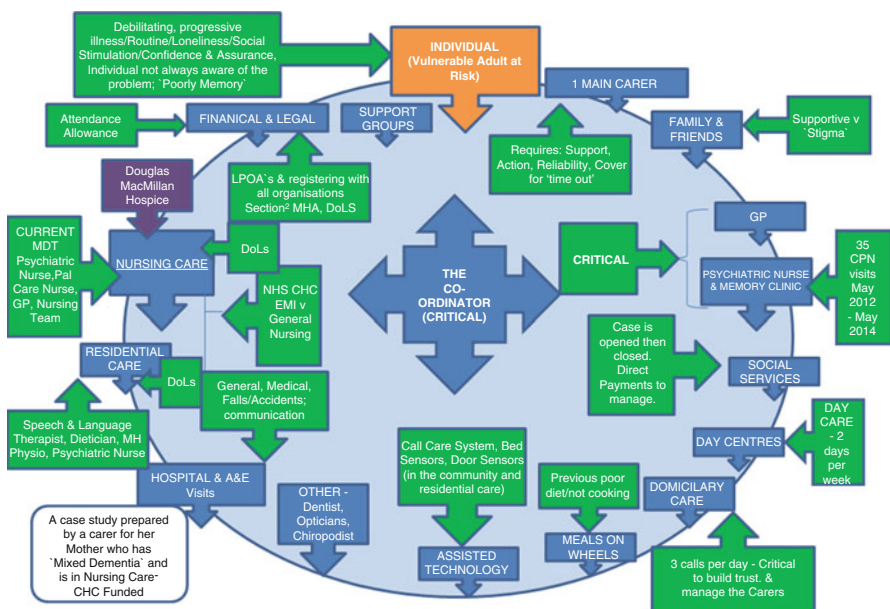 Debilitating, progressive
illness/Routine/Loneliness/Social
Stimulation/Confidence & Assurance,
Individual not always aware of the
problem; `Poorly Memory`
INDIVIDUAL
(Vulnerable Adult at
Risk)
1 MAIN CARER
Attendance
Allowance
FINANICAL & LEGAL
SUPPORT
GROUPS
FAMILY &
FRIENDS
Supportive v
`Stigma`
Requires: Support,
Action, Reliability, Cover
for ‘time out’
LPOA`s & registering with
all organisations
Section² MHA, DoLS
Douglas
MacMillan
Hospice
CURRENT
MDT
Psychiatric
Nurse,Pal
Care Nurse,
GP, Nursing
Team
NURSING CARE
DoLs
NHS CHC
EMI v
General
Nursing
THE
CO-
ORDINATOR
(CRITICAL)
CRITICAL
GP
PSYCHIATRIC NURSE
& MEMORY CLINIC
35
CPN
visits
May
2012
- May
2014
RESIDENTIAL
CARE
DoLs
General, Medical,
Falls/Accidents;
communication
Case is
opened then
closed.
Direct
Payments to
manage.
SOCIAL
SERVICES
Speech & Language
Therapist, Dietician, MH
Physio, Psychiatric Nurse
DAY CENTRES
DAY
CARE
- 2
days
per
week
HOSPITAL & A&E
Visits
OTHER -
Dentist,
Opticians,
Chiropodist
Call Care System, Bed
Sensors, Door Sensors
(in the community and
residential care)
ASSISTED
TECHNOLOGY
Previous poor
diet/not cooking
MEALS ON
WHEELS
DOMICILARY
CARE
3 calls per day - Critical
to build trust. &
manage the Carers
A case study prepared
by a carer for her
Mother who has
`Mixed Dementia` and
is in Nursing Care-
CHC Funded